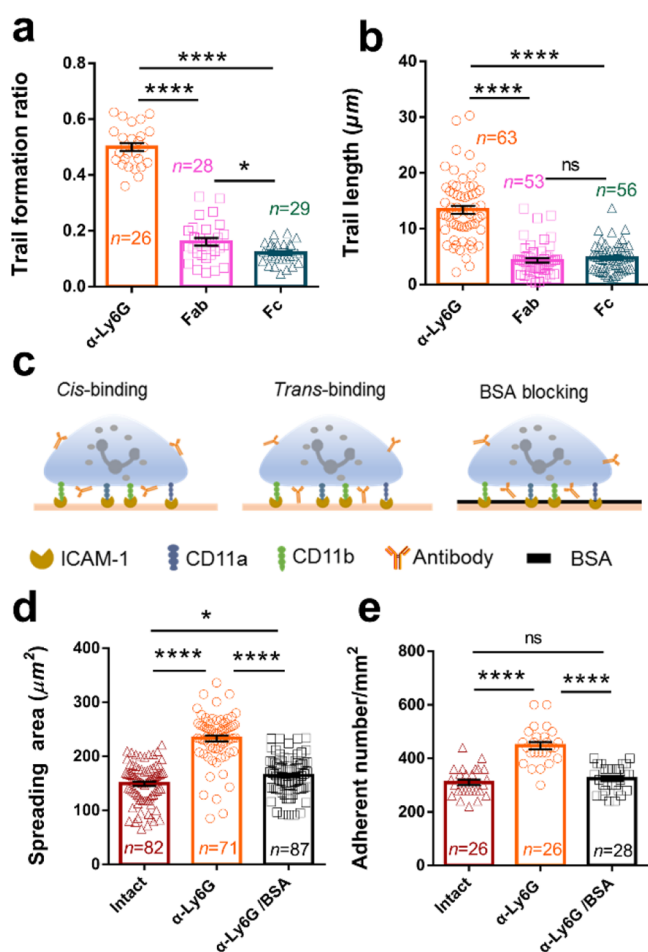 a
Trail formation ratio
0.8
0.6
0.4
0.2
0.0
****
****
*
n=26
n=28
n=29
α-Ly6G
Fab
Fc
b
Trail length (μm)
40
30
20
10
0
****
****
ns
n=63
n=53
n=56
α-Ly6G
Fab
Fc
c
Cis-binding
Trans-binding
BSA blocking
ICAM-1
CD11a
CD11b
Antibody
BSA
d
Spreading area (μm²)
400
300
200
100
0
*
****
****
n=82
n=71
n=87
Intact
α-Ly6G
α-Ly6G /BSA
e
Adherent number/mm²
800
600
400
200
0
ns
****
****
n=26
n=26
n=28
Intact
α-Ly6G
α-Ly6G /BSA